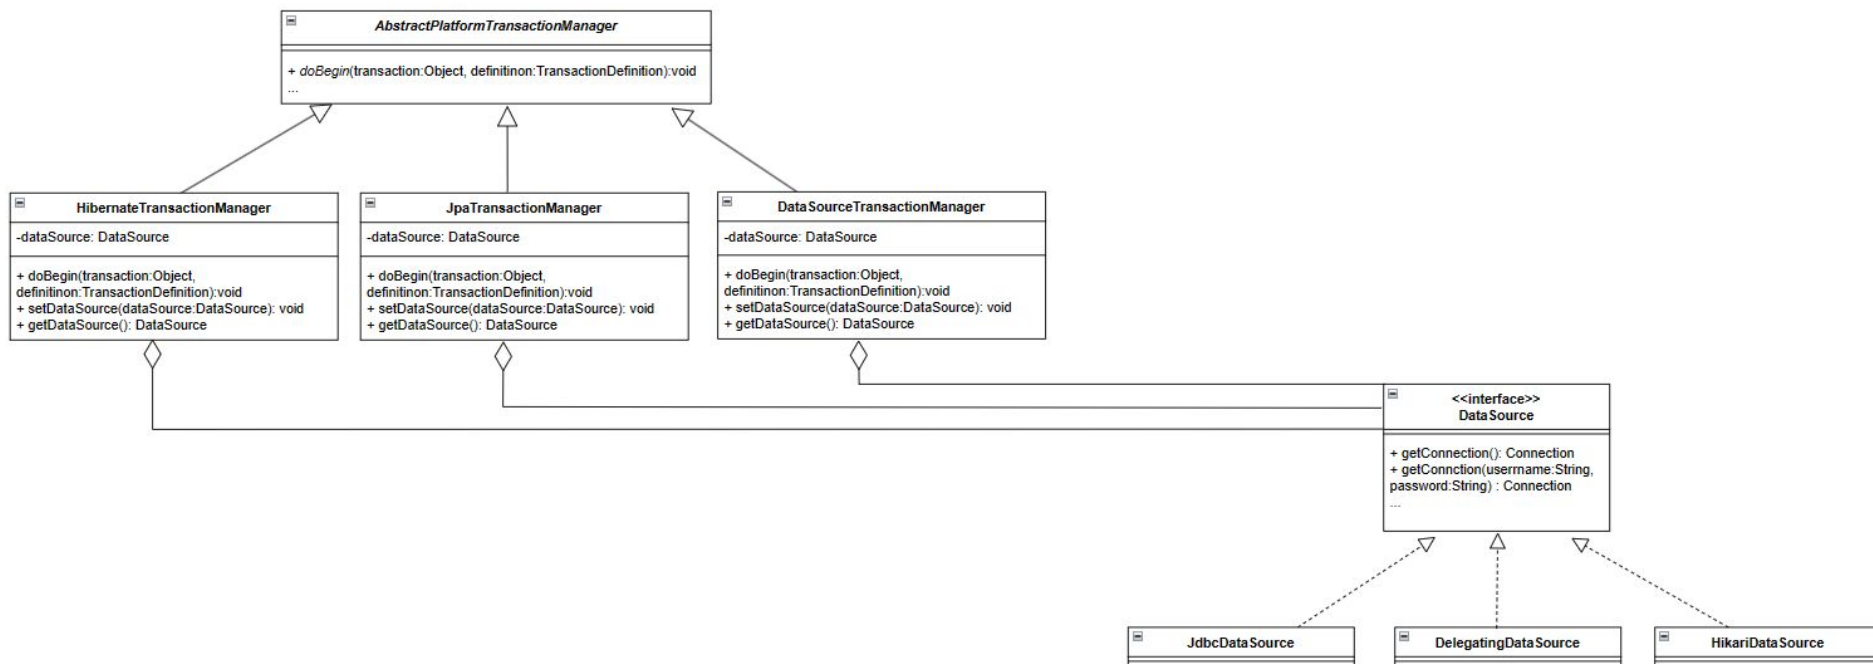 AbstractPlatformTransactionManager
+ doBegin(transaction:Object, definitinon:TransactionDefinition):void
...
HibernateTransactionManager
-dataSource: DataSource
+ doBegin(transaction:Object,
definitinon:TransactionDefinition):void
+ setDataSource(dataSource:DataSource): void
+ getDataSource(): DataSource
JpaTransactionManager
-dataSource: DataSource
+ doBegin(transaction:Object,
definitinon:TransactionDefinition):void
+ setDataSource(dataSource:DataSource): void
+ getDataSource(): DataSource
DataSourceTransactionManager
-dataSource: DataSource
+ doBegin(transaction:Object,
definitinon:TransactionDefinition):void
+ setDataSource(dataSource:DataSource): void
+ getDataSource(): DataSource
<<interface>>
DataSource
+ getConnection(): Connection
+ getConnction(userrname:String,
password:String) : Connection
...
JdbcDataSource
DelegatingDataSource
HikariDataSource